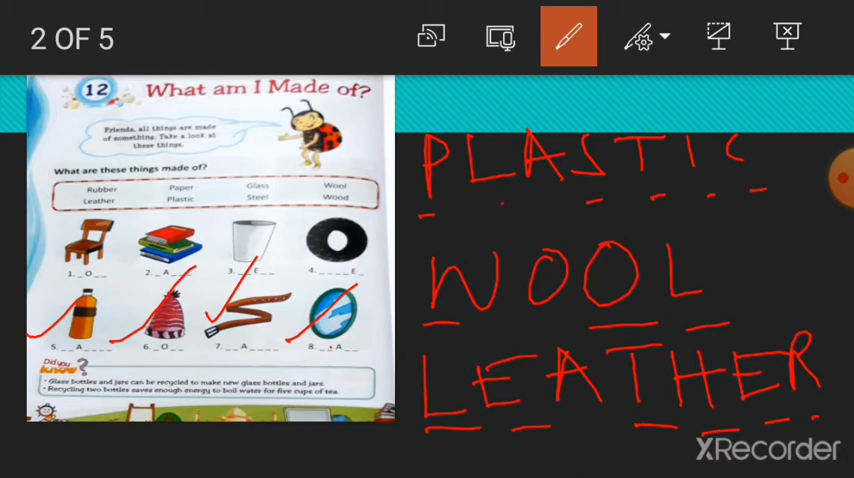 2 OF 5
12 What am I Made of?
Friends, all things are made
of something. Take a look at
these things.
What are these things made of?
Rubber Paper Glass Wool
Leather Plastic Steel Wood
1. _ O _ _ 2. _ A _ _ _ 3. _ _ E _ _ 4. _ _ _ _ E _
5. _ _ A _ _ _ _ 6. _ O _ _ 7. _ _ A _ _ _ _ 8. _ _ A _ _
Did you know?
• Glass bottles and jars can be recycled to make new glass bottles and jars.
• Recycling two bottles saves enough energy to boil water for five cups of tea.
PLASTIC
WOOL
LEATHER
XRecorder